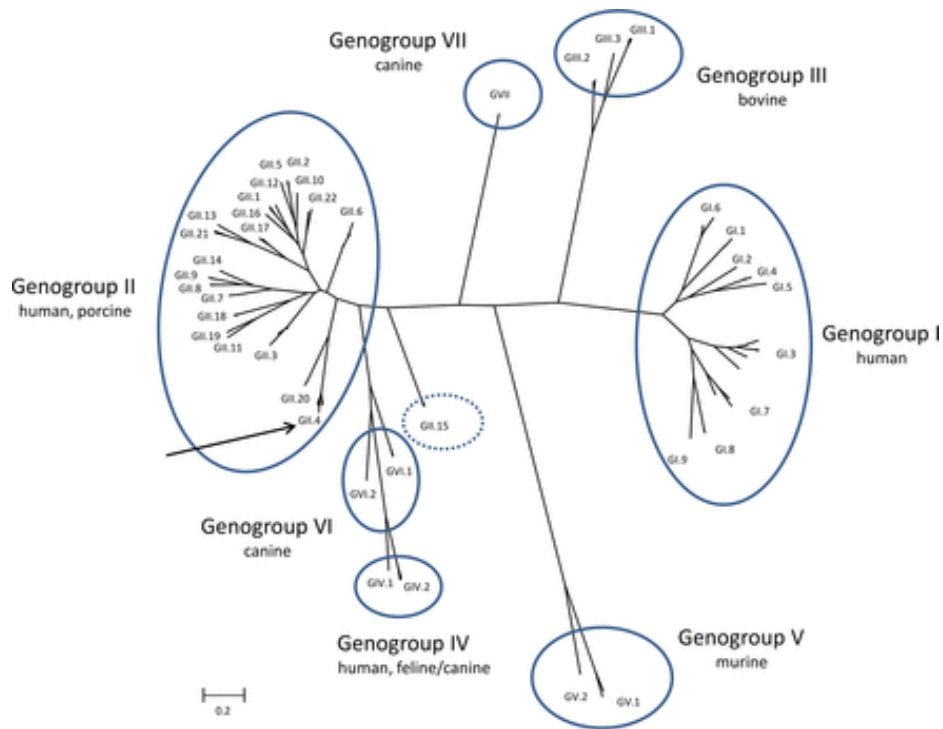 Genogroup VII
canine
GVII
GIII.1
GIII.3
GIII.2
Genogroup III
bovine
GII.5
GII.2
GII.12
GII.10
GII.1
GII.22
GII.16
GII.6
GII.13
GII.17
GII.21
GII.14
GII.9
GII.8
GII.7
GII.18
GII.19
GII.11
GII.3
GII.20
GII.4
Genogroup II
human, porcine
GI.6
GI.1
GI.2
GI.4
GI.5
GI.3
GI.7
GI.8
GI.9
Genogroup I
human
GII.15
GVI.1
GVI.2
Genogroup VI
canine
GIV.1
GIV.2
Genogroup IV
human, feline/canine
Genogroup V
murine
GV.2
GV.1
0.2